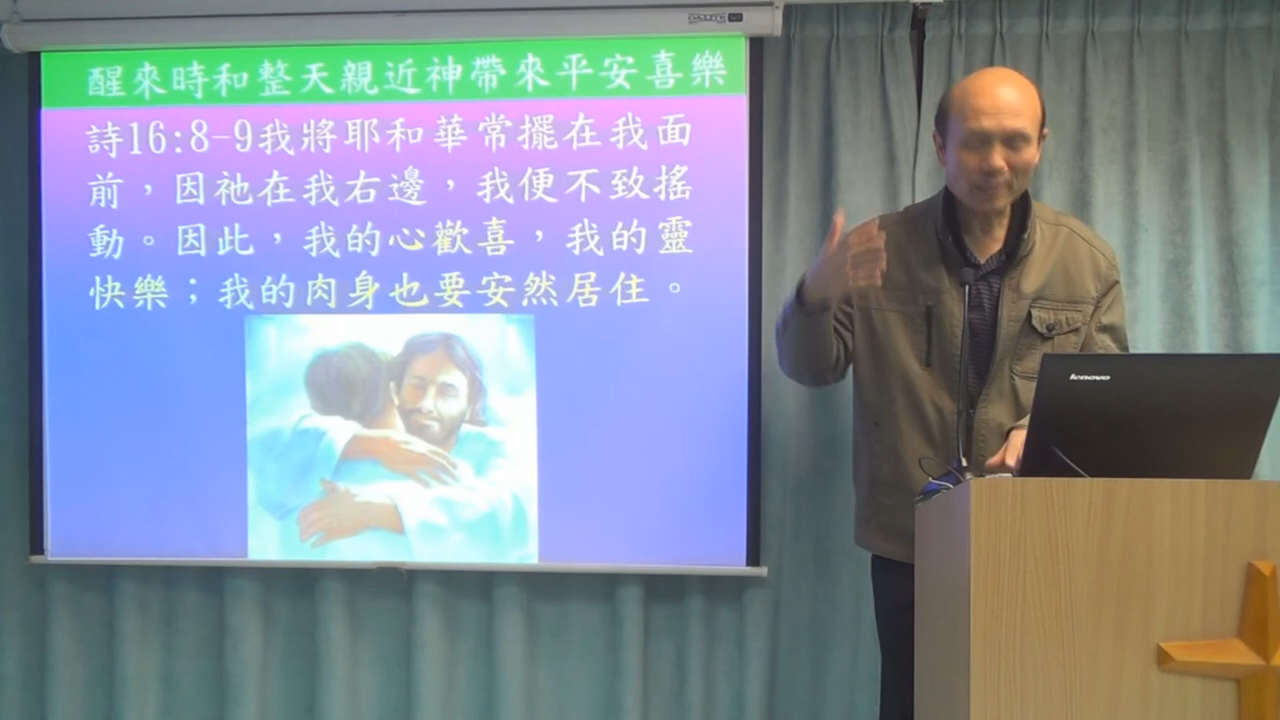 醒來時和整天親近神帶來平安喜樂
詩16:8-9我將耶和華常擺在我面
前，因祂在我右邊，我便不致搖
動。因此，我的心歡喜，我的靈
快樂；我的肉身也要安然居住。
lenovo